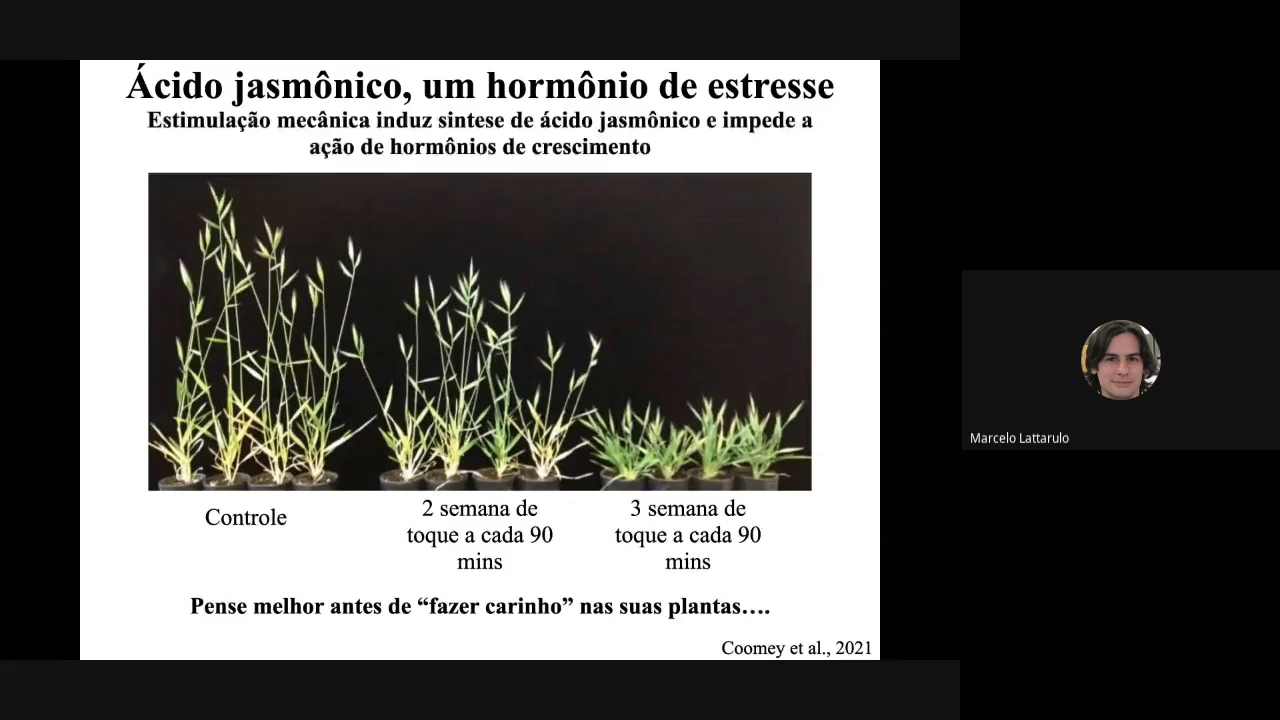 Ácido jasmônico, um hormônio de estresse
Estimulação mecânica induz sintese de ácido jasmônico e impede a
ação de hormônios de crescimento
Controle
2 semana de
toque a cada 90
mins
3 semana de
toque a cada 90
mins
Pense melhor antes de “fazer carinho” nas suas plantas….
Coomey et al., 2021
Marcelo Lattarulo